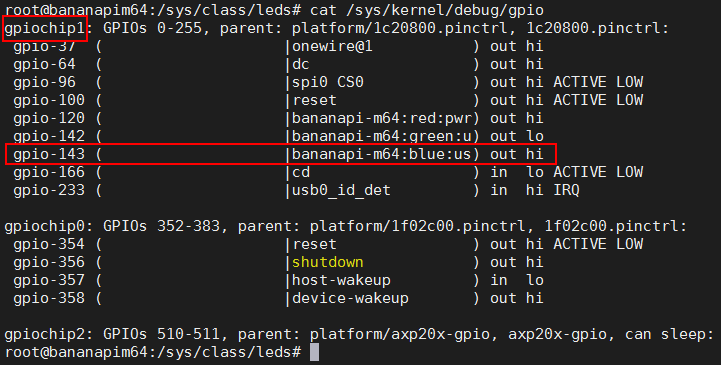 root@bananapim64:/sys/class/leds# cat /sys/kernel/debug/gpio
gpiochip1: GPIOs 0-255, parent: platform/1c20800.pinctrl, 1c20800.pinctrl:
 gpio-37  (                    |onewire@1           ) out hi
 gpio-64  (                    |dc                  ) out hi
 gpio-96  (                    |spi0 CS0            ) out hi ACTIVE LOW
 gpio-100 (                    |reset               ) out hi ACTIVE LOW
 gpio-120 (                    |bananapi-m64:red:pwr) out hi
 gpio-142 (                    |bananapi-m64:green:u) out lo
 gpio-143 (                    |bananapi-m64:blue:us) out hi
 gpio-166 (                    |cd                  ) in  lo ACTIVE LOW
 gpio-233 (                    |usb0_id_det         ) in  hi IRQ
gpiochip0: GPIOs 352-383, parent: platform/1f02c00.pinctrl, 1f02c00.pinctrl:
 gpio-354 (                    |reset               ) out hi ACTIVE LOW
 gpio-356 (                    |shutdown            ) out hi
 gpio-357 (                    |host-wakeup         ) in  lo
 gpio-358 (                    |device-wakeup       ) out hi
gpiochip2: GPIOs 510-511, parent: platform/axp20x-gpio, axp20x-gpio, can sleep:
root@bananapim64:/sys/class/leds#